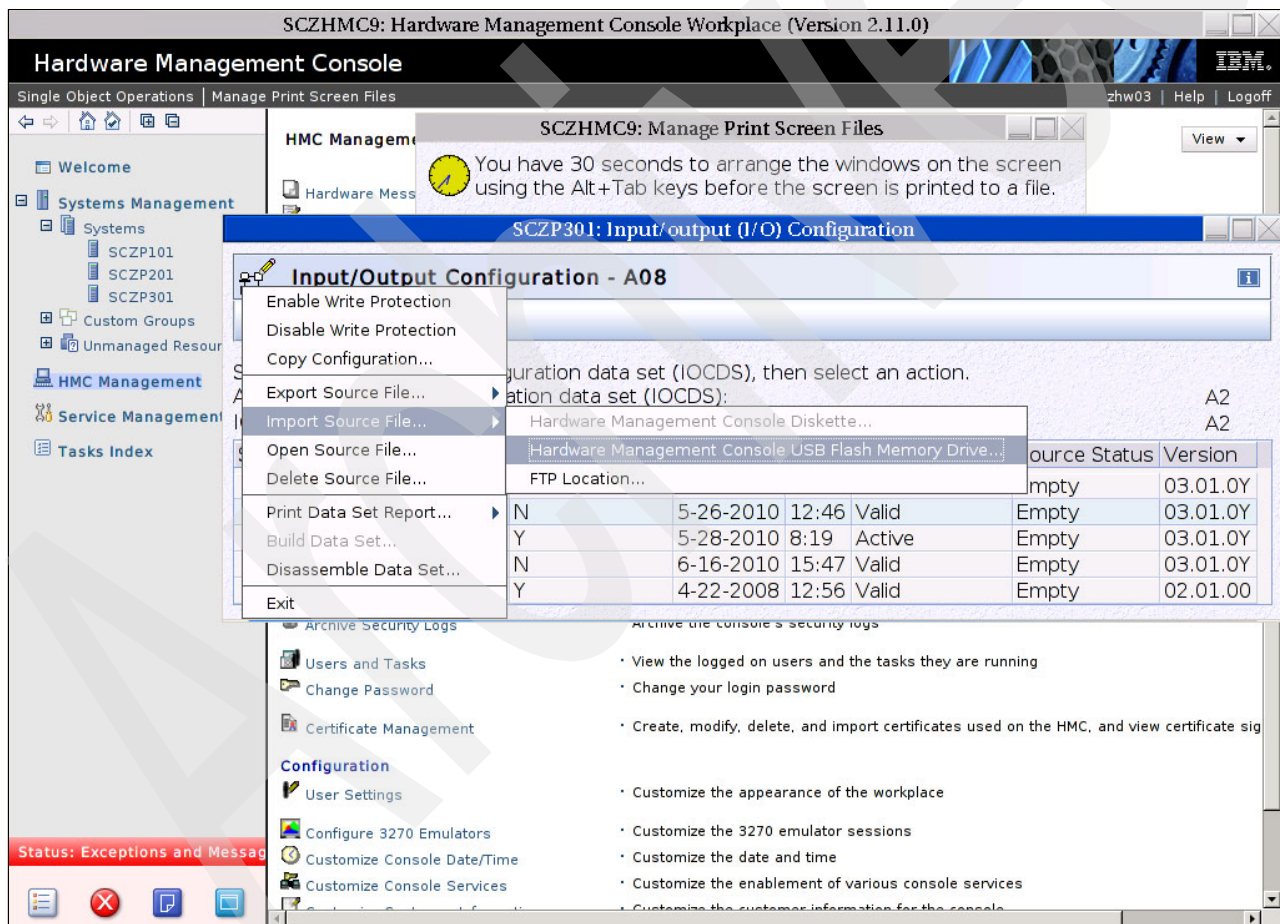 SCZHMC9: Hardware Management Console Workplace (Version 2.11.0)
Hardware Management Console
IBM.
Single Object Operations | Manage Print Screen Files
zhw03 | Help | Logoff
HMC Manageme
View
SCZHMC9: Manage Print Screen Files
You have 30 seconds to arrange the windows on the screen
using the Alt+Tab keys before the screen is printed to a file.
Welcome
Systems Management
Systems
SCZP101
SCZP201
SCZP301
Custom Groups
Unmanaged Resour
HMC Management
Service Management
Tasks Index
Hardware Mess
SCZP301: Input/output (I/O) Configuration
Input/Output Configuration - A08
Enable Write Protection
Disable Write Protection
Copy Configuration...
Export Source File...
Import Source File...
Open Source File...
Delete Source File...
Print Data Set Report...
Build Data Set...
Disassemble Data Set...
Exit
guration data set (IOCDS), then select an action.
ation data set (IOCDS): A2
A2
Hardware Management Console Diskette...
Hardware Management Console USB Flash Memory Drive...
FTP Location...
ource Status Version
mpty 03.01.0Y
N 5-26-2010 12:46 Valid Empty 03.01.0Y
Y 5-28-2010 8:19 Active Empty 03.01.0Y
N 6-16-2010 15:47 Valid Empty 03.01.0Y
Y 4-22-2008 12:56 Valid Empty 02.01.00
Archive Security Logs · Archive the console's security logs
Users and Tasks · View the logged on users and the tasks they are running
Change Password · Change your login password
Certificate Management · Create, modify, delete, and import certificates used on the HMC, and view certificate sig
Configuration
User Settings · Customize the appearance of the workplace
Configure 3270 Emulators · Customize the 3270 emulator sessions
Customize Console Date/Time · Customize the date and time
Customize Console Services · Customize the enablement of various console services
· Customize the customer information for the console
Status: Exceptions and Messag